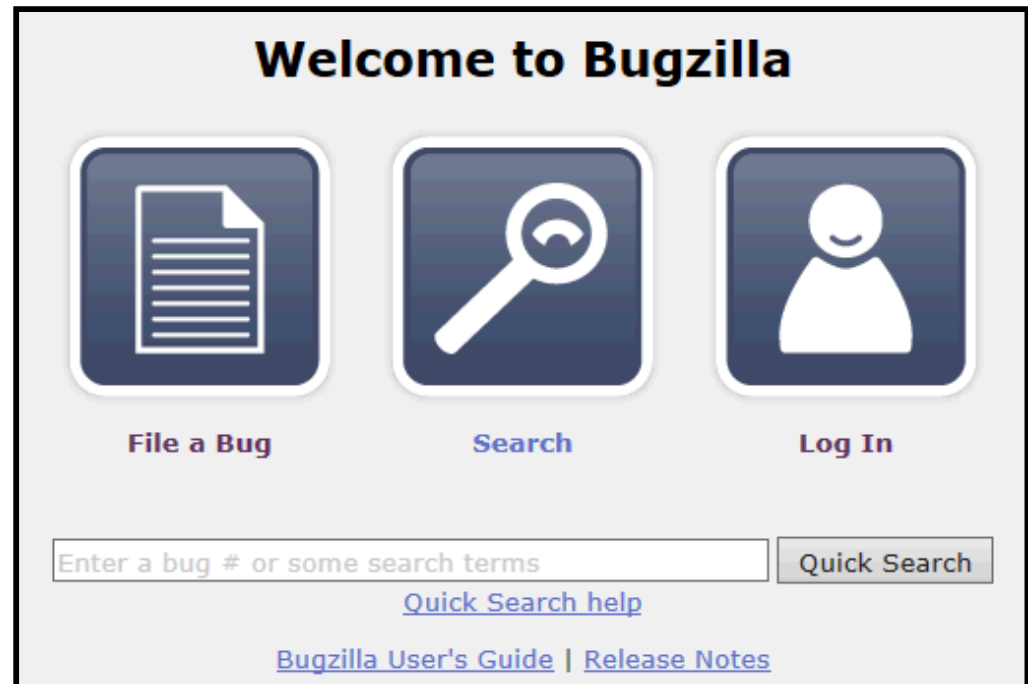 Welcome to Bugzilla
File a Bug Search Log In
Enter a bug # or some search terms Quick Search
Quick Search help
Bugzilla User's Guide | Release Notes